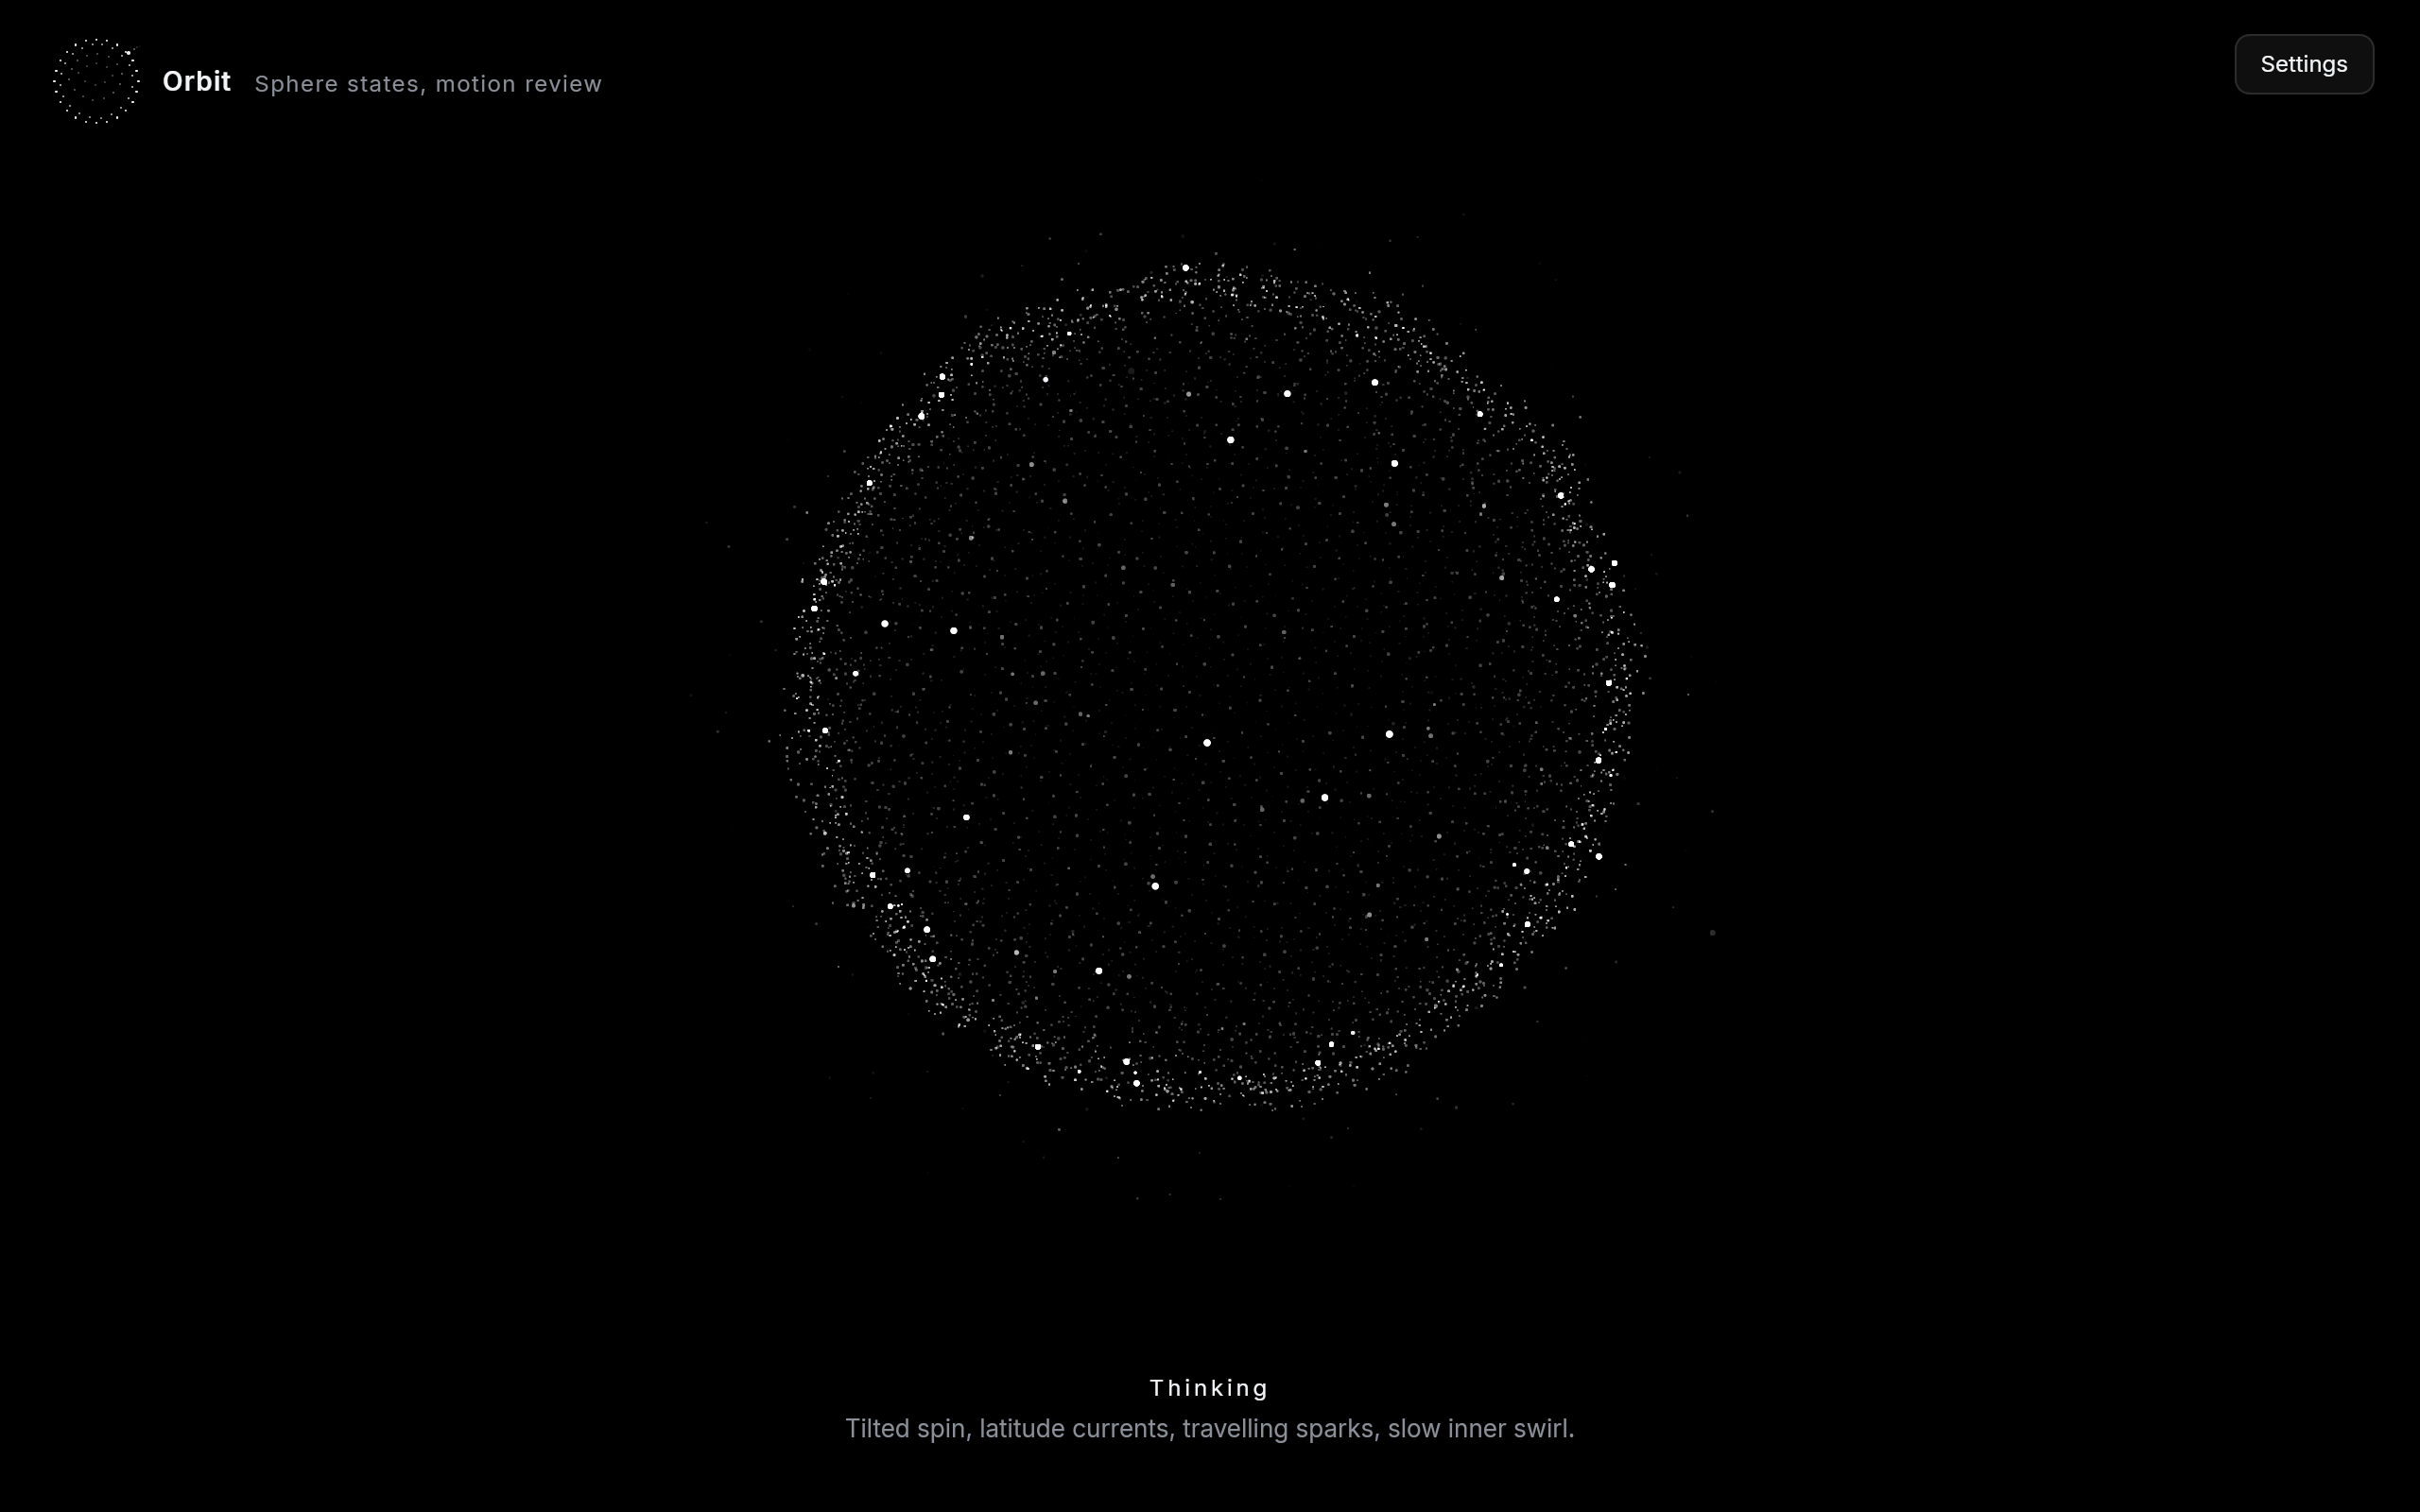 Orbit Sphere states, motion review
Settings
Thinking
Tilted spin, latitude currents, travelling sparks, slow inner swirl.